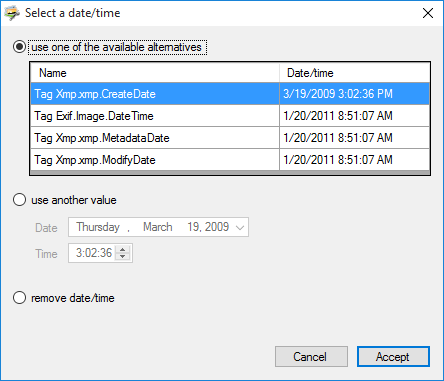 Select a date/time
use one of the available alternatives
Name Date/time
Tag Xmp.xmp.CreateDate 3/19/2009 3:02:36 PM
Tag Exif.Image.DateTime 1/20/2011 8:51:07 AM
Tag Xmp.xmp.MetadataDate 1/20/2011 8:51:07 AM
Tag Xmp.xmp.ModifyDate 1/20/2011 8:51:07 AM
use another value
Date Thursday , March 19, 2009
Time 3:02:36
remove date/time
Cancel Accept